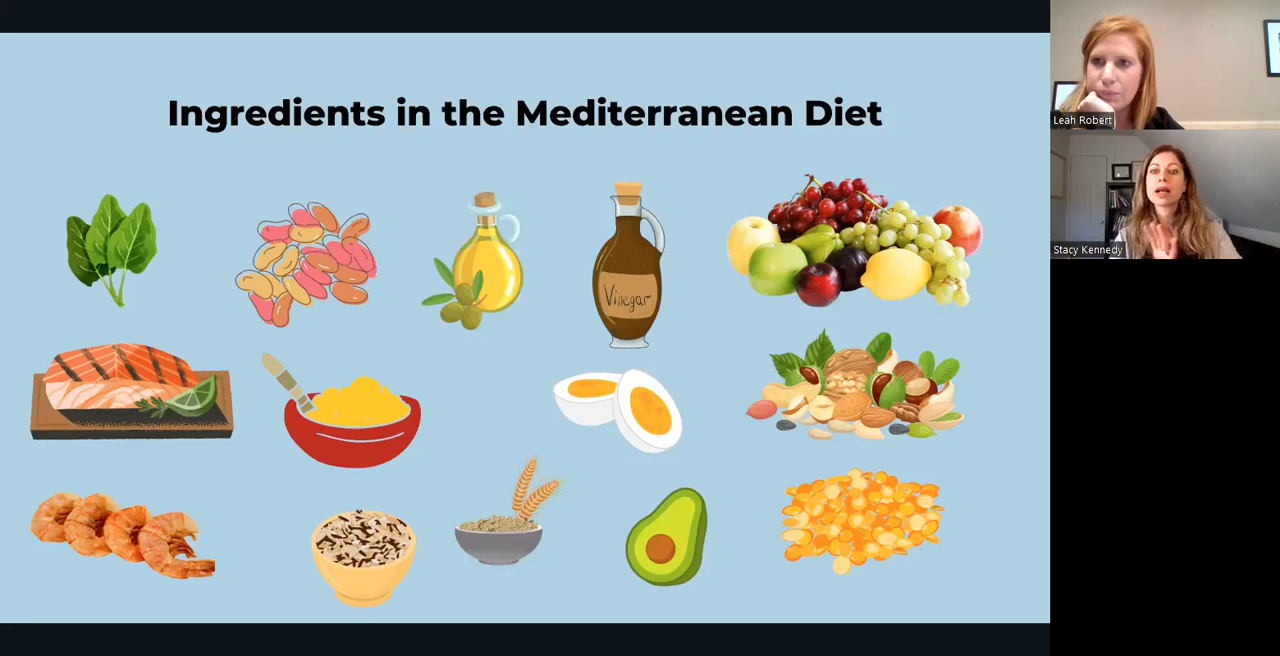 Ingredients in the Mediterranean Diet
Vinegar
Leah Robert
Stacy Kennedy